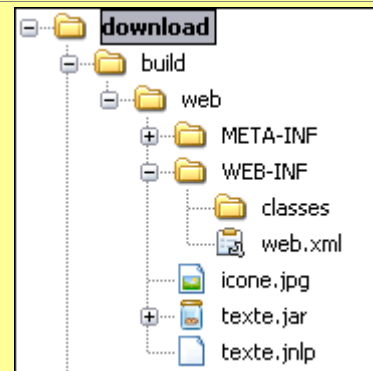 download
build
web
META-INF
WEB-INF
classes
web.xml
icone.jpg
texte.jar
texte.jnlp